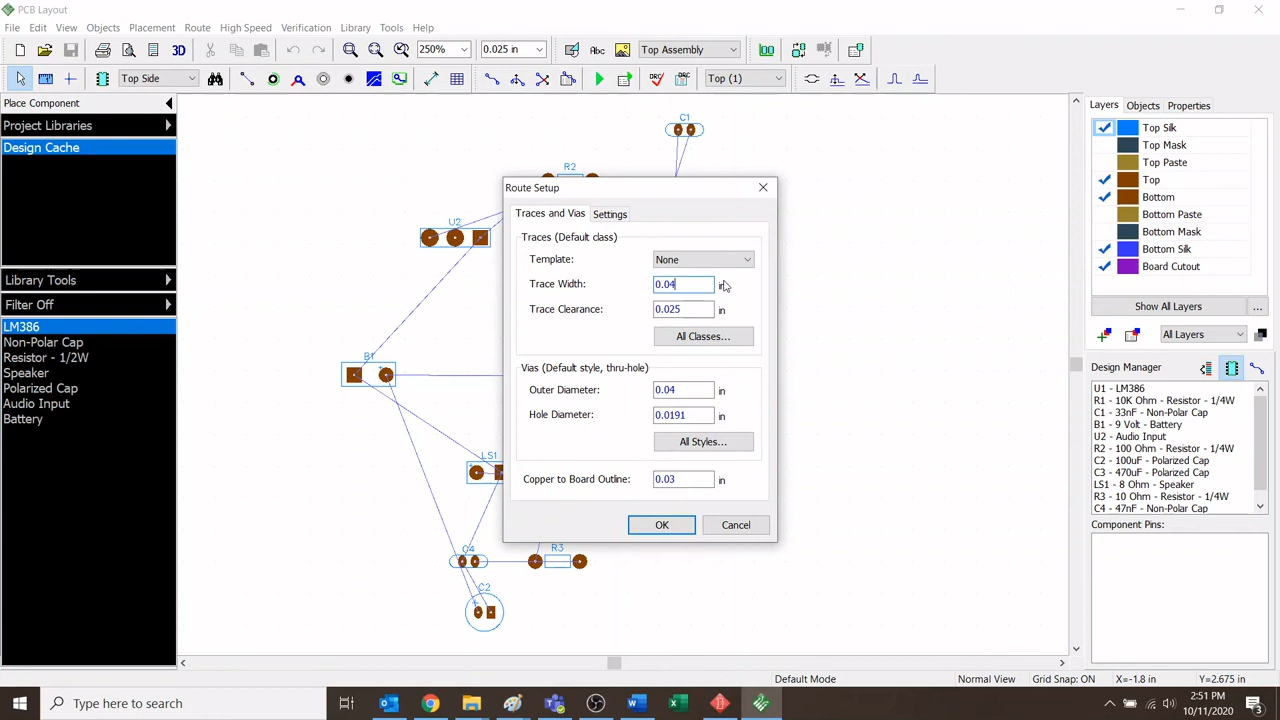 PCB Layout
File Edit View Objects Placement Route High Speed Verification Library Tools Help
3D 250% 0.025 in Abc Top Assembly
Top Side DRC Top (1)
Place Component
Project Libraries
Design Cache
Library Tools
Filter Off
LM386
Non-Polar Cap
Resistor - 1/2W
Speaker
Polarized Cap
Audio Input
Battery
C1
R2
U2
B1
LS1
C4
R3
C2
Route Setup
Traces and Vias Settings
Traces (Default class)
Template: None
Trace Width: 0.04 in
Trace Clearance: 0.025 in
All Classes...
Vias (Default style, thru-hole)
Outer Diameter: 0.04 in
Hole Diameter: 0.0191 in
All Styles...
Copper to Board Outline: 0.03 in
OK Cancel
Layers Objects Properties
Top Silk
Top Mask
Top Paste
Top
Bottom
Bottom Paste
Bottom Mask
Bottom Silk
Board Cutout
Show All Layers ...
All Layers
Design Manager
U1 - LM386
R1 - 10K Ohm - Resistor - 1/4W
C1 - 33nF - Non-Polar Cap
B1 - 9 Volt - Battery
U2 - Audio Input
R2 - 100 Ohm - Resistor - 1/4W
C2 - 100uF - Polarized Cap
C3 - 470uF - Polarized Cap
LS1 - 8 Ohm - Speaker
R3 - 10 Ohm - Resistor - 1/4W
C4 - 47nF - Non-Polar Cap
Component Pins:
Default Mode Normal View Grid Snap: ON X=-1.8 in Y=2.675 in
Type here to search
2:51 PM
10/11/2020
3